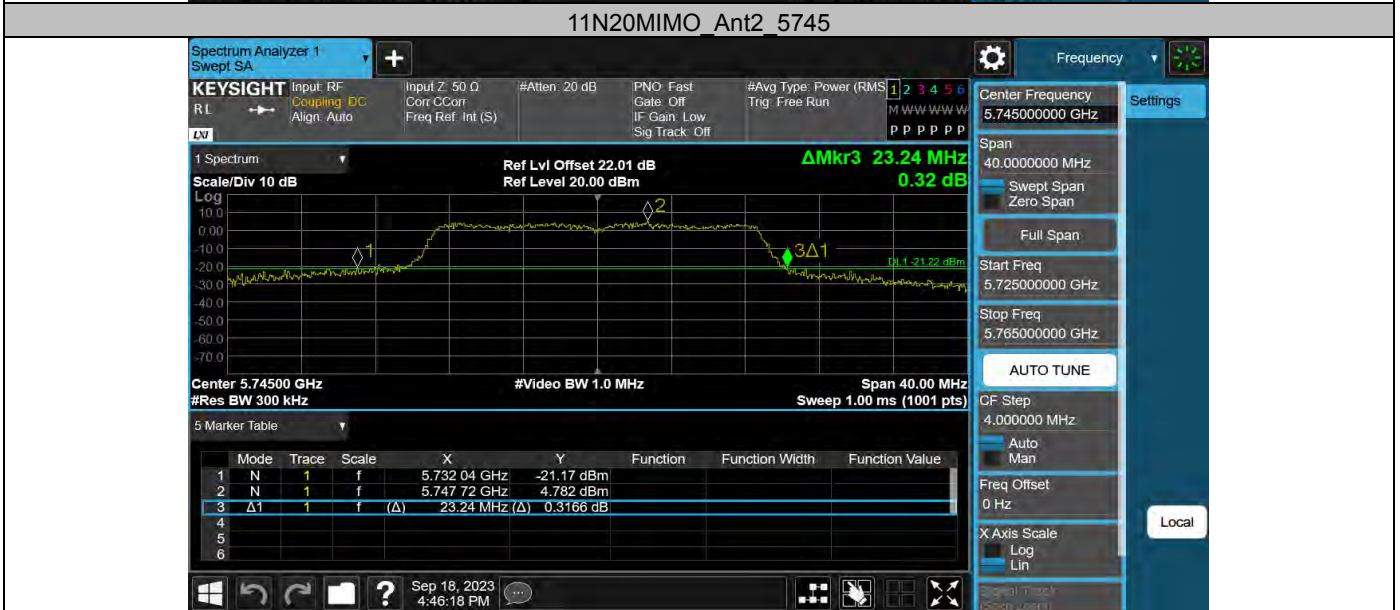 11N20MIMO_Ant2_5745
Spectrum Analyzer 1
Swept SA
+
Frequency
KEYSIGHT
RL
LXI
Input: RF
Coupling: DC
Align: Auto
Input Z: 50 Ω
Corr CCorr
Freq Ref: Int (S)
#Atten: 20 dB
PNO: Fast
Gate: Off
IF Gain: Low
Sig Track: Off
#Avg Type: Power (RMS
Trig: Free Run
1 2 3 4 5 6
M W W W W W
P P P P P P
1 Spectrum
Scale/Div 10 dB
Ref Lvl Offset 22.01 dB
Ref Level 20.00 dBm
ΔMkr3 23.24 MHz
0.32 dB
Log
10.0
0.00
-10.0
-20.0
-30.0
-40.0
-50.0
-60.0
-70.0
1
2
3Δ1
DL1 -21.22 dBm
Center 5.74500 GHz
#Res BW 300 kHz
#Video BW 1.0 MHz
Span 40.00 MHz
Sweep 1.00 ms (1001 pts)
5 Marker Table
Mode Trace Scale X Y Function Function Width Function Value
1 N 1 f 5.732 04 GHz -21.17 dBm
2 N 1 f 5.747 72 GHz 4.782 dBm
3 Δ1 1 f (Δ) 23.24 MHz (Δ) 0.3166 dB
4
5
6
?
Sep 18, 2023
4:46:18 PM
Center Frequency
5.745000000 GHz
Settings
Span
40.0000000 MHz
Swept Span
Zero Span
Full Span
Start Freq
5.725000000 GHz
Stop Freq
5.765000000 GHz
AUTO TUNE
CF Step
4.000000 MHz
Auto
Man
Freq Offset
0 Hz
X Axis Scale
Log
Lin
Local
Signal Track